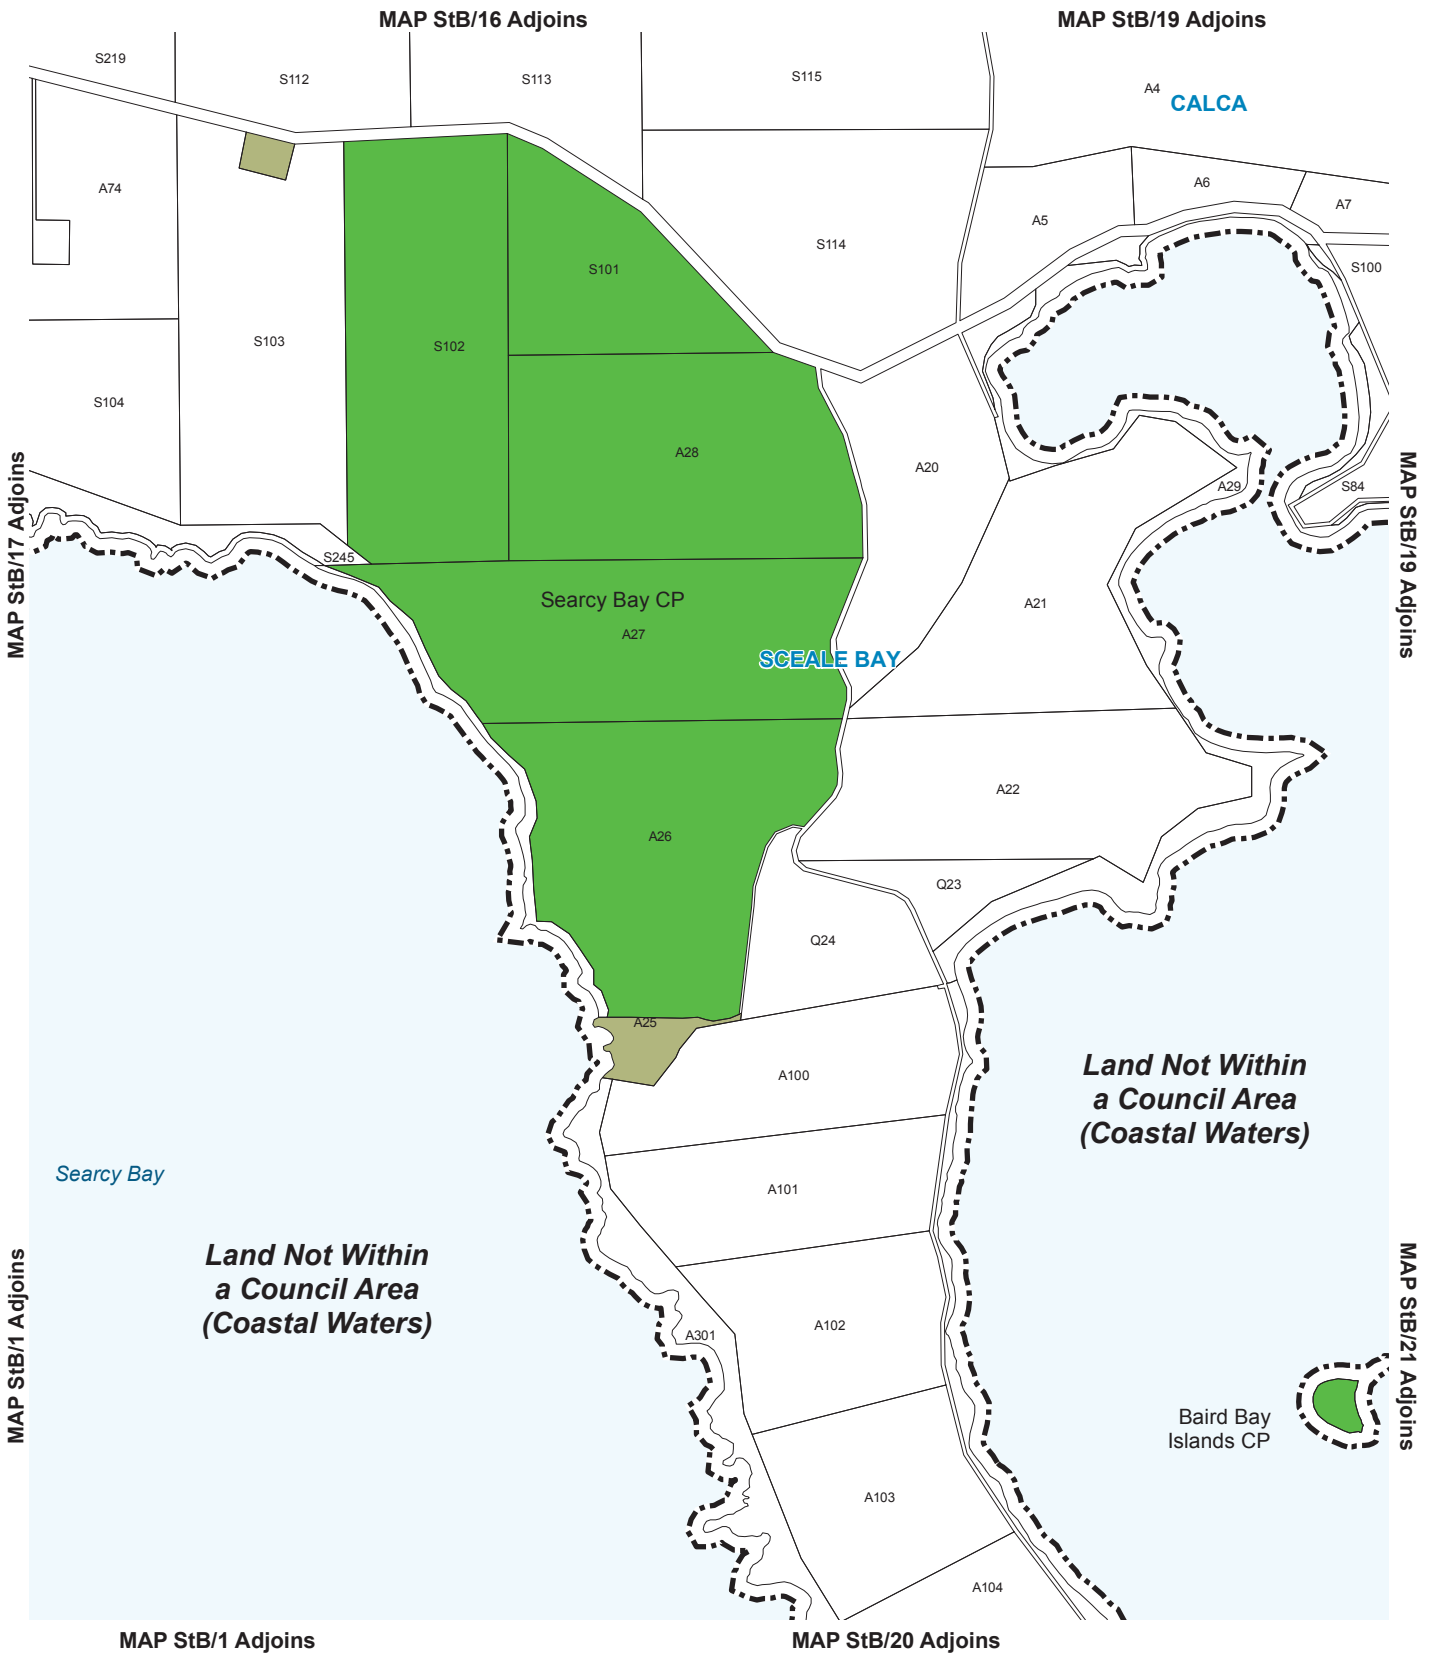 MAP StB/16 Adjoins
MAP StB/19 Adjoins
S219
S112
S113
S115
A4
CALCA
A74
A6
A7
A5
S114
S101
S100
S103
S102
S104
A28
A20
A29
S84
MAP StB/17 Adjoins
MAP StB/19 Adjoins
S245
Searcy Bay CP
A21
A27
SCEALE BAY
A22
A26
Q23
Q24
A25
A100
Land Not Within
a Council Area
(Coastal Waters)
Searcy Bay
A101
Land Not Within
a Council Area
(Coastal Waters)
MAP StB/1 Adjoins
MAP StB/21 Adjoins
A102
A301
Baird Bay
Islands CP
A103
A104
MAP StB/1 Adjoins
MAP StB/20 Adjoins